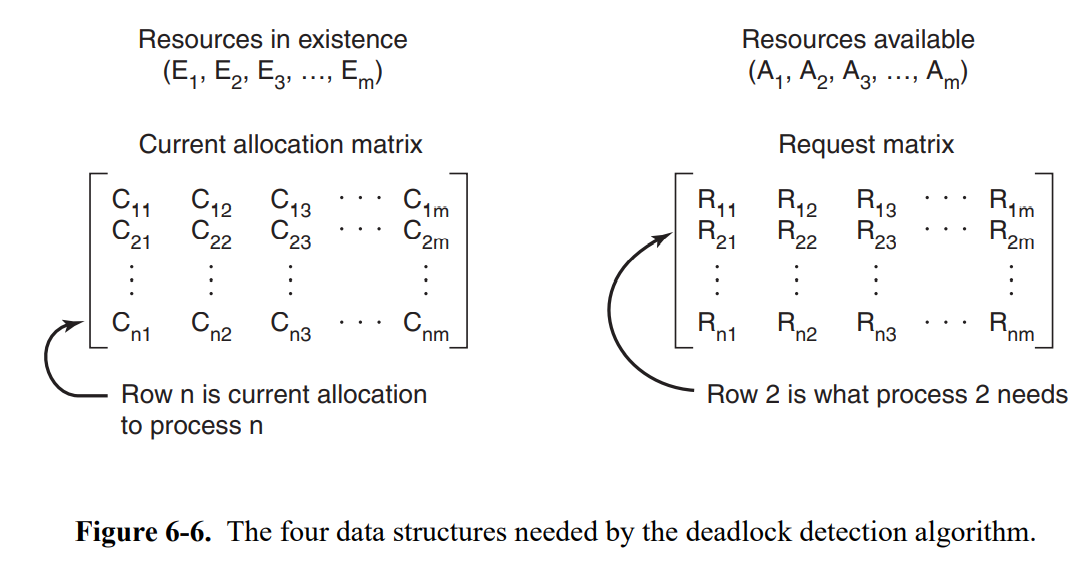 Resources in existence
(E₁, E₂, E₃, …, Eₘ)
Resources available
(A₁, A₂, A₃, …, Aₘ)
Current allocation matrix
C₁₁ C₁₂ C₁₃ · · · C₁ₘ
C₂₁ C₂₂ C₂₃ · · · C₂ₘ
Cₙ₁ Cₙ₂ Cₙ₃ · · · Cₙₘ
Row n is current allocation
to process n
Request matrix
R₁₁ R₁₂ R₁₃ · · · R₁ₘ
R₂₁ R₂₂ R₂₃ · · · R₂ₘ
Rₙ₁ Rₙ₂ Rₙ₃ · · · Rₙₘ
Row 2 is what process 2 needs
Figure 6-6. The four data structures needed by the deadlock detection algorithm.